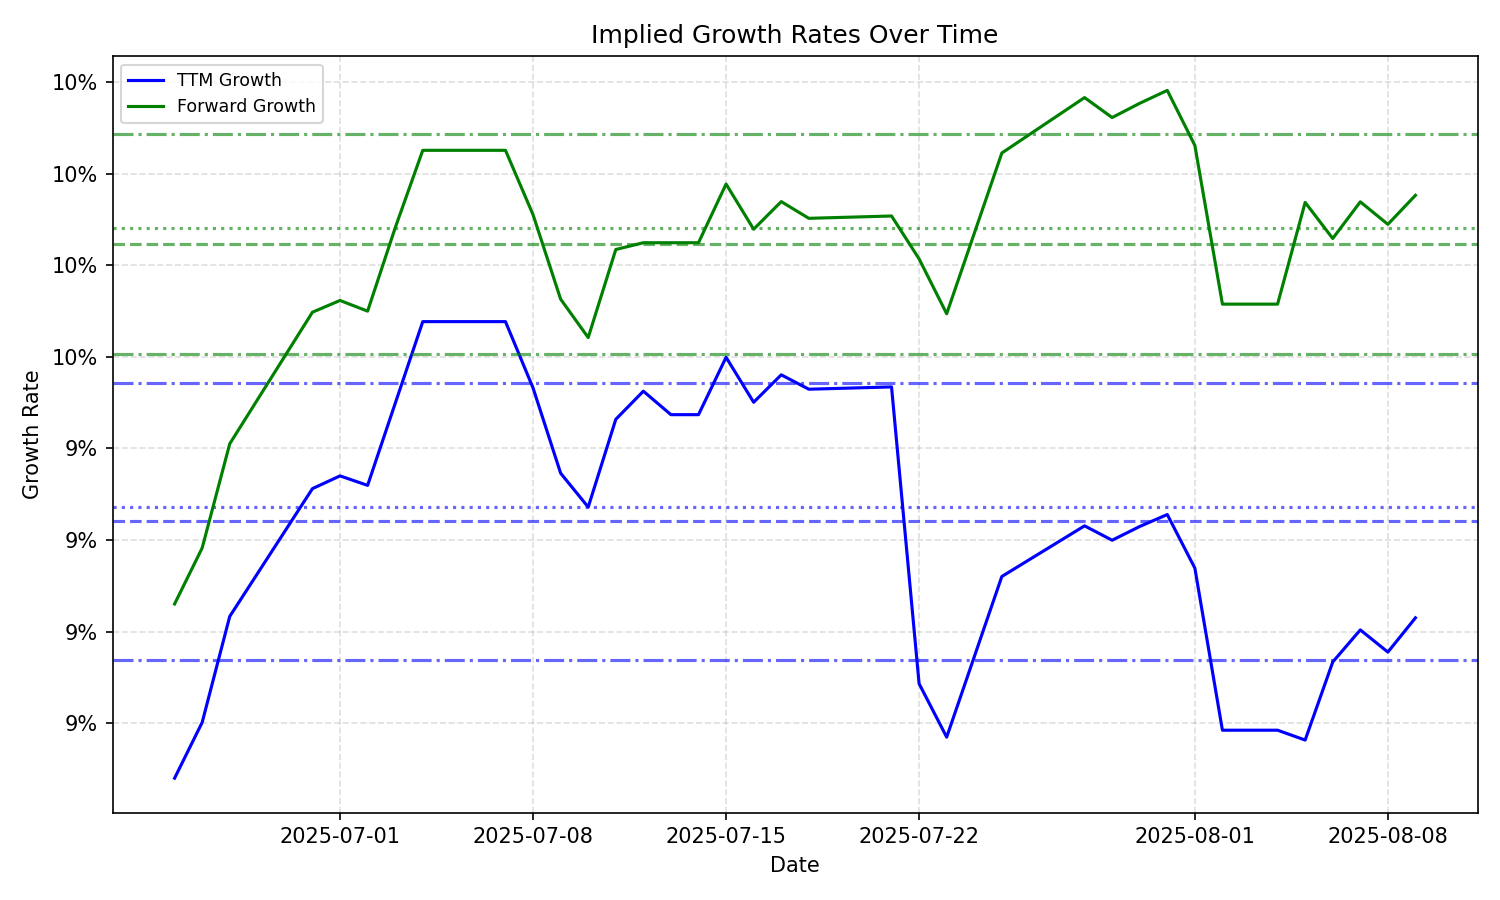 Implied Growth Rates Over Time
TTM Growth
Forward Growth
10%
10%
10%
10%
9%
9%
9%
9%
Growth Rate
2025-07-01
2025-07-08
2025-07-15
2025-07-22
2025-08-01
2025-08-08
Date